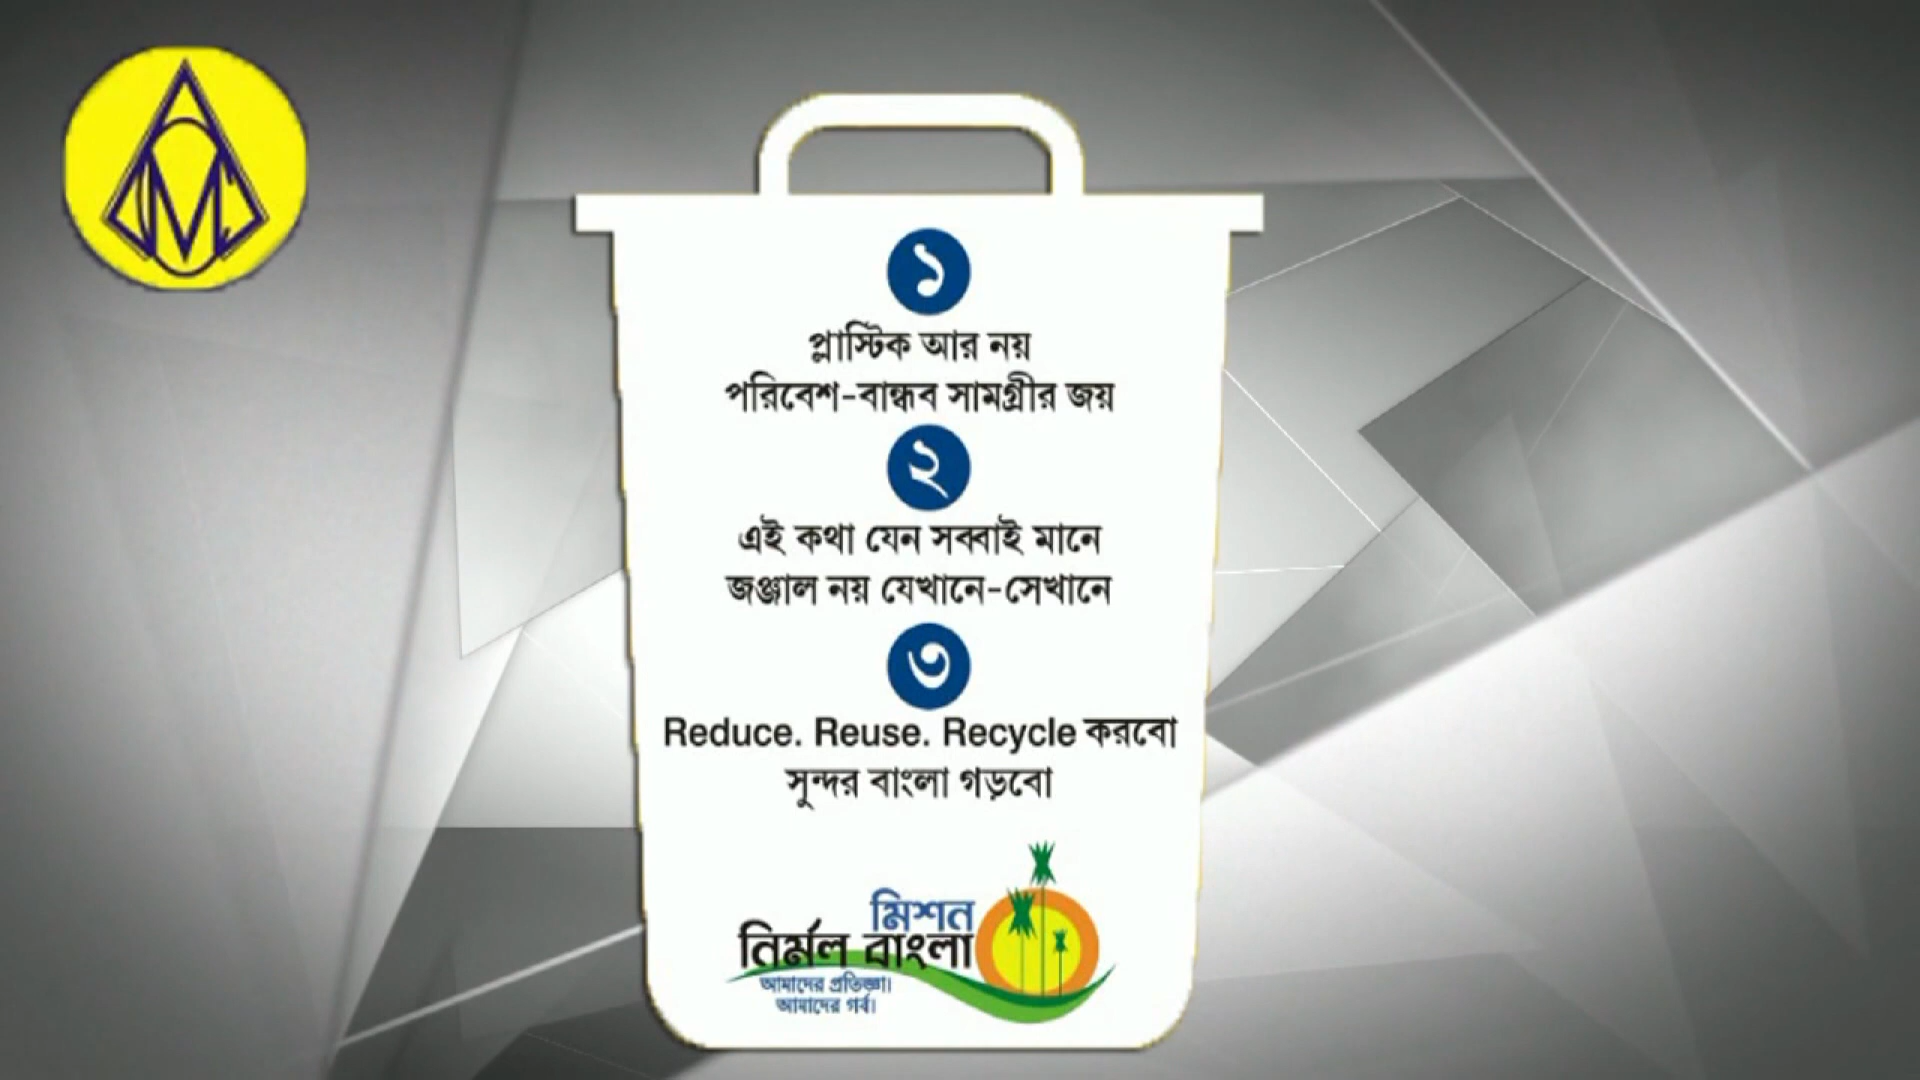 ১
প্লাস্টিক আর নয়
পরিবেশ-বান্ধব সামগ্রীর জয়
২
এই কথা যেন সব্বাই মানে
জঞ্জাল নয় যেখানে-সেখানে
৩
Reduce. Reuse. Recycle করবো
সুন্দর বাংলা গড়বো
মিশন
নির্মল বাংলা
আমাদের প্রতিজ্ঞা।
আমাদের গর্ব।